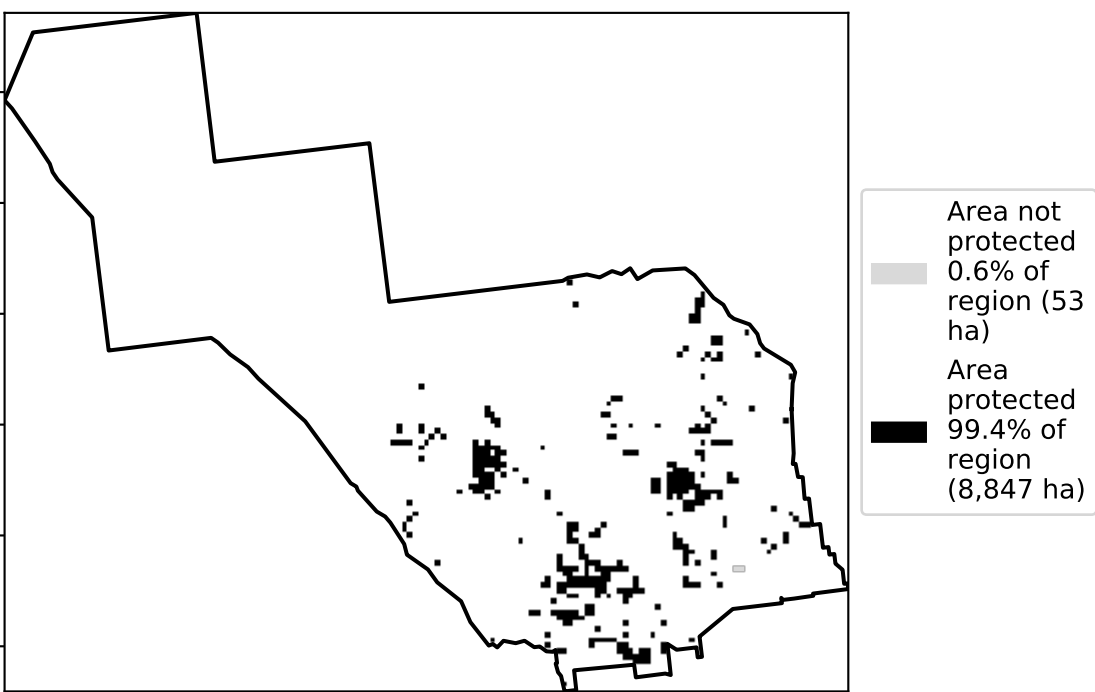 Area not
protected
0.6% of
region (53
ha)
Area
protected
99.4% of
region
(8,847 ha)